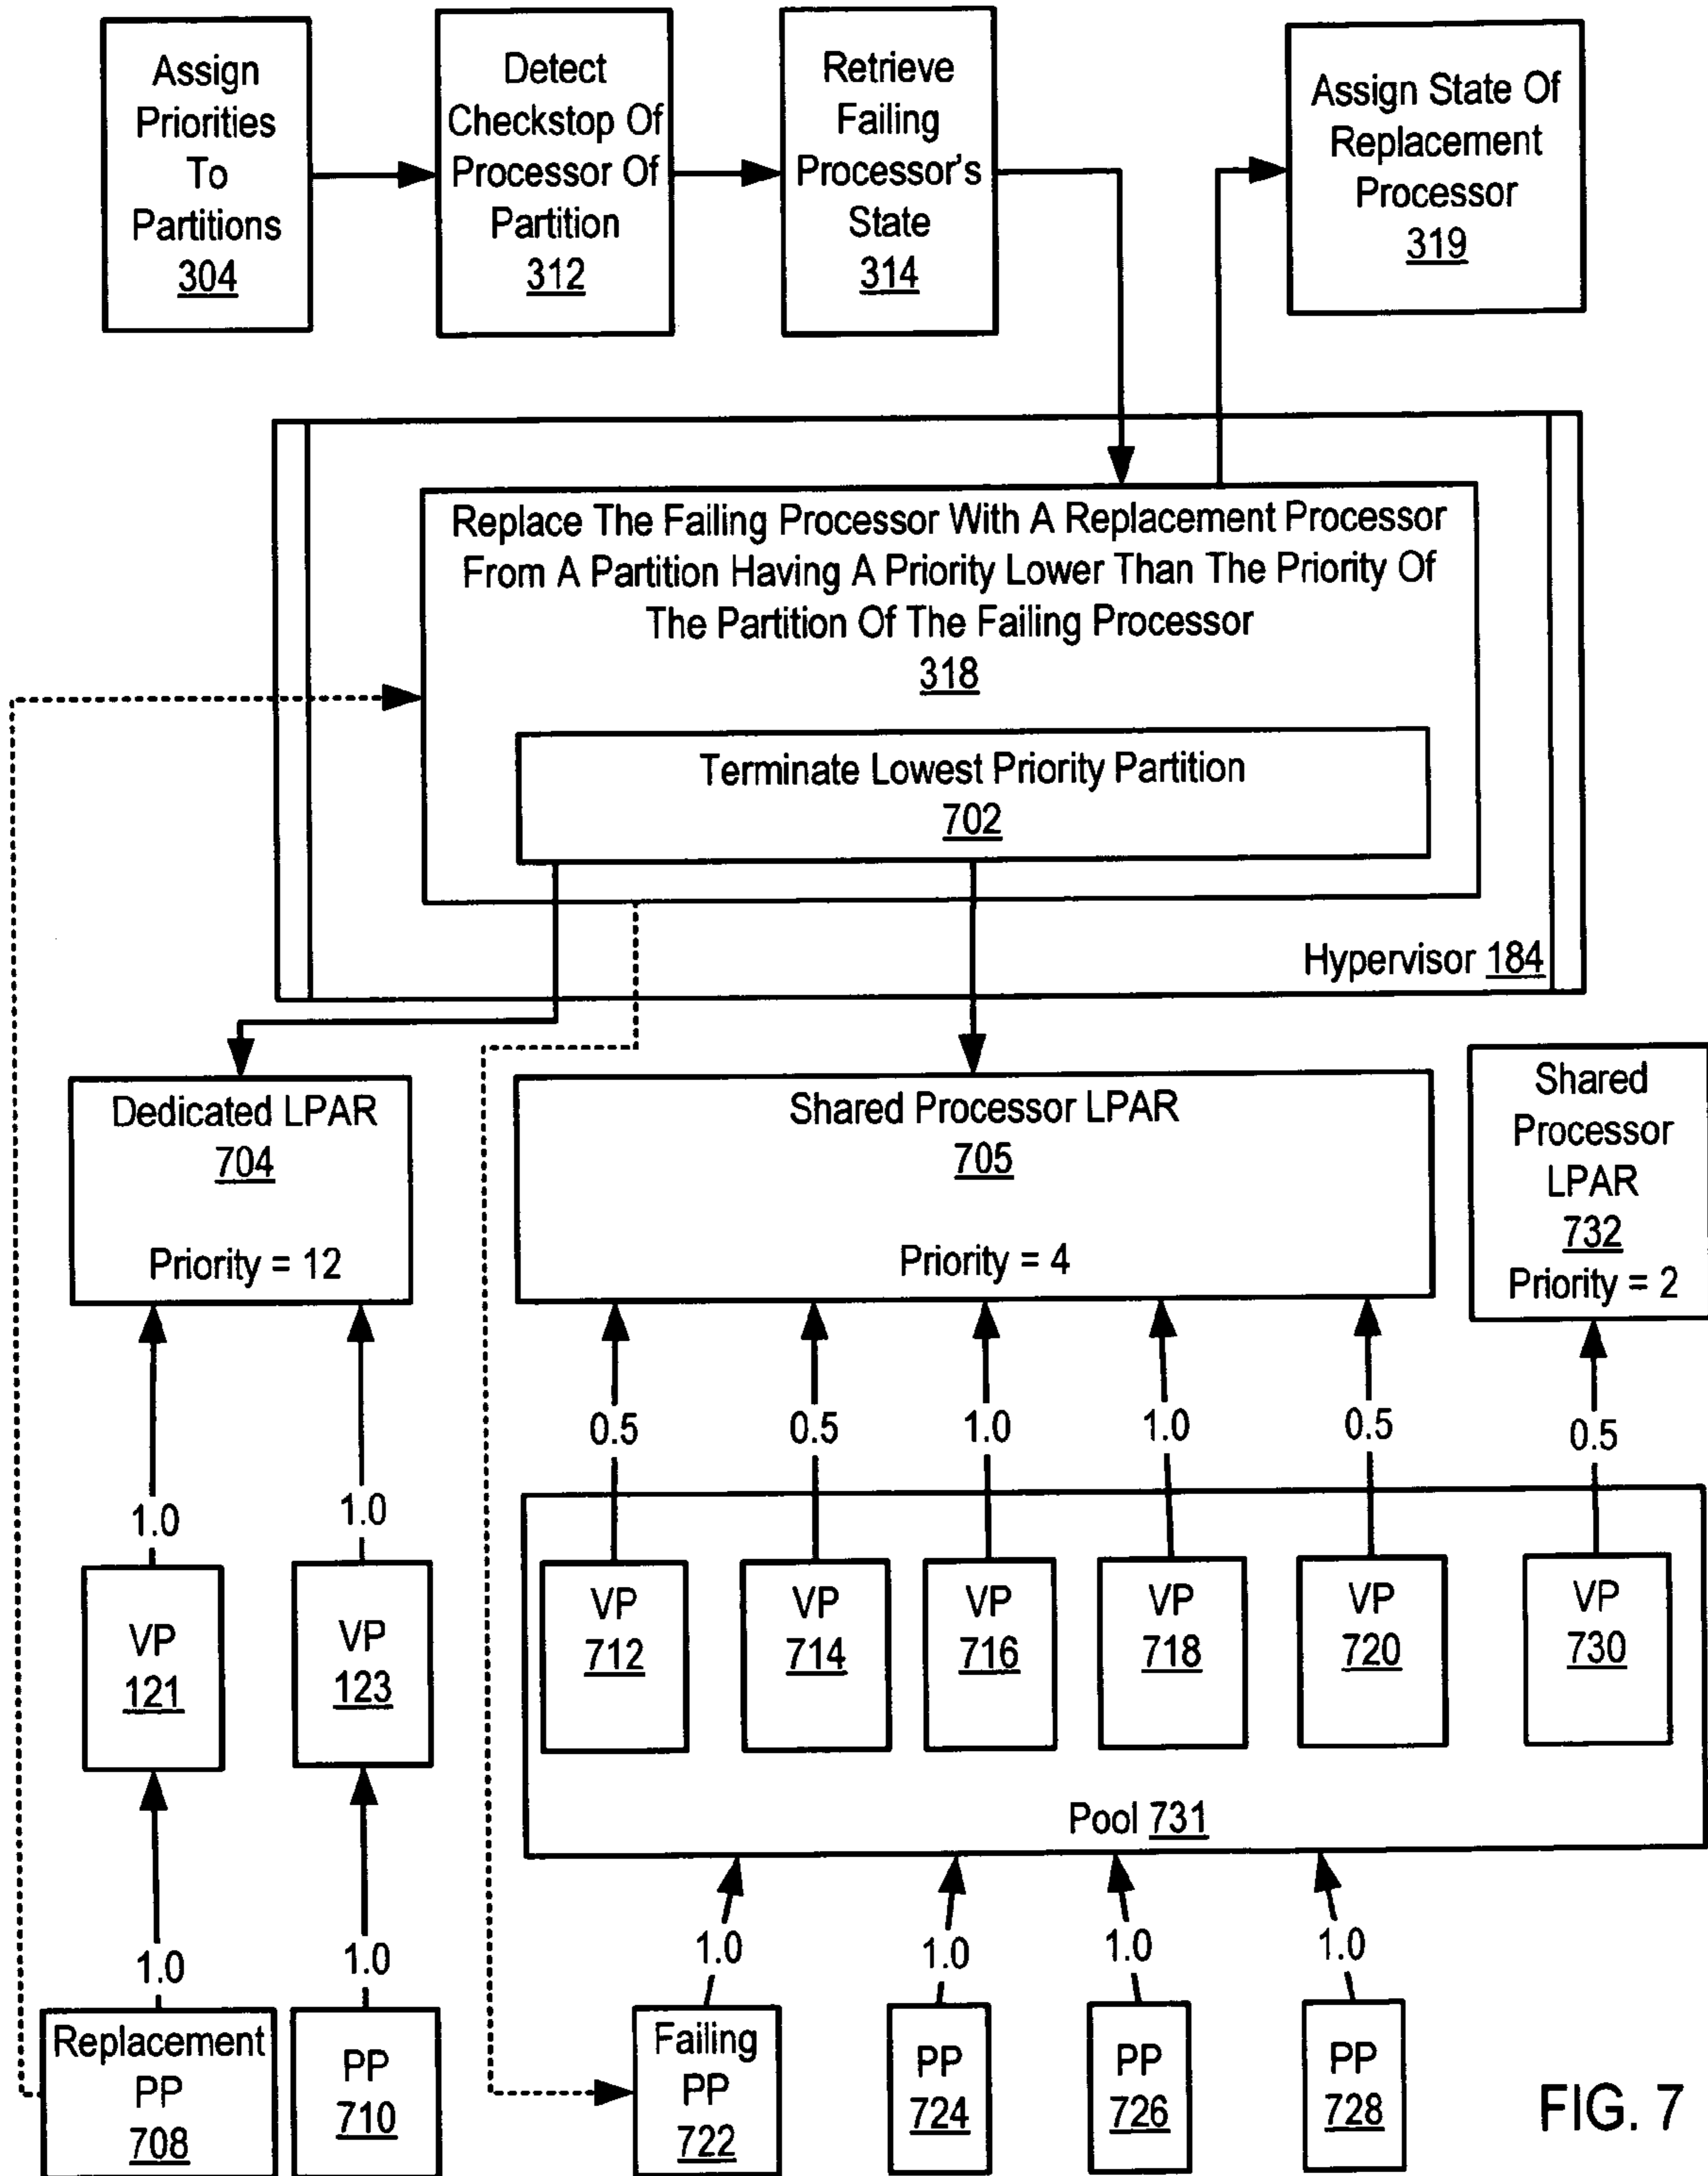 Assign
Priorities
To
Partitions
304
Detect
Checkstop Of
Processor Of
Partition
312
Retrieve
Failing
Processor's
State
314
Assign State Of
Replacement
Processor
319
Replace The Failing Processor With A Replacement Processor
From A Partition Having A Priority Lower Than The Priority Of
The Partition Of The Failing Processor
318
Terminate Lowest Priority Partition
702
Hypervisor 184
Dedicated LPAR
704
Priority = 12
Shared Processor LPAR
705
Priority = 4
Shared
Processor
LPAR
732
Priority = 2
0.5
0.5
1.0
1.0
0.5
0.5
1.0
1.0
VP
121
VP
123
VP
712
VP
714
VP
716
VP
718
VP
720
VP
730
Pool 731
1.0
1.0
1.0
1.0
1.0
1.0
Replacement
PP
708
PP
710
Failing
PP
722
PP
724
PP
726
PP
728
FIG. 7